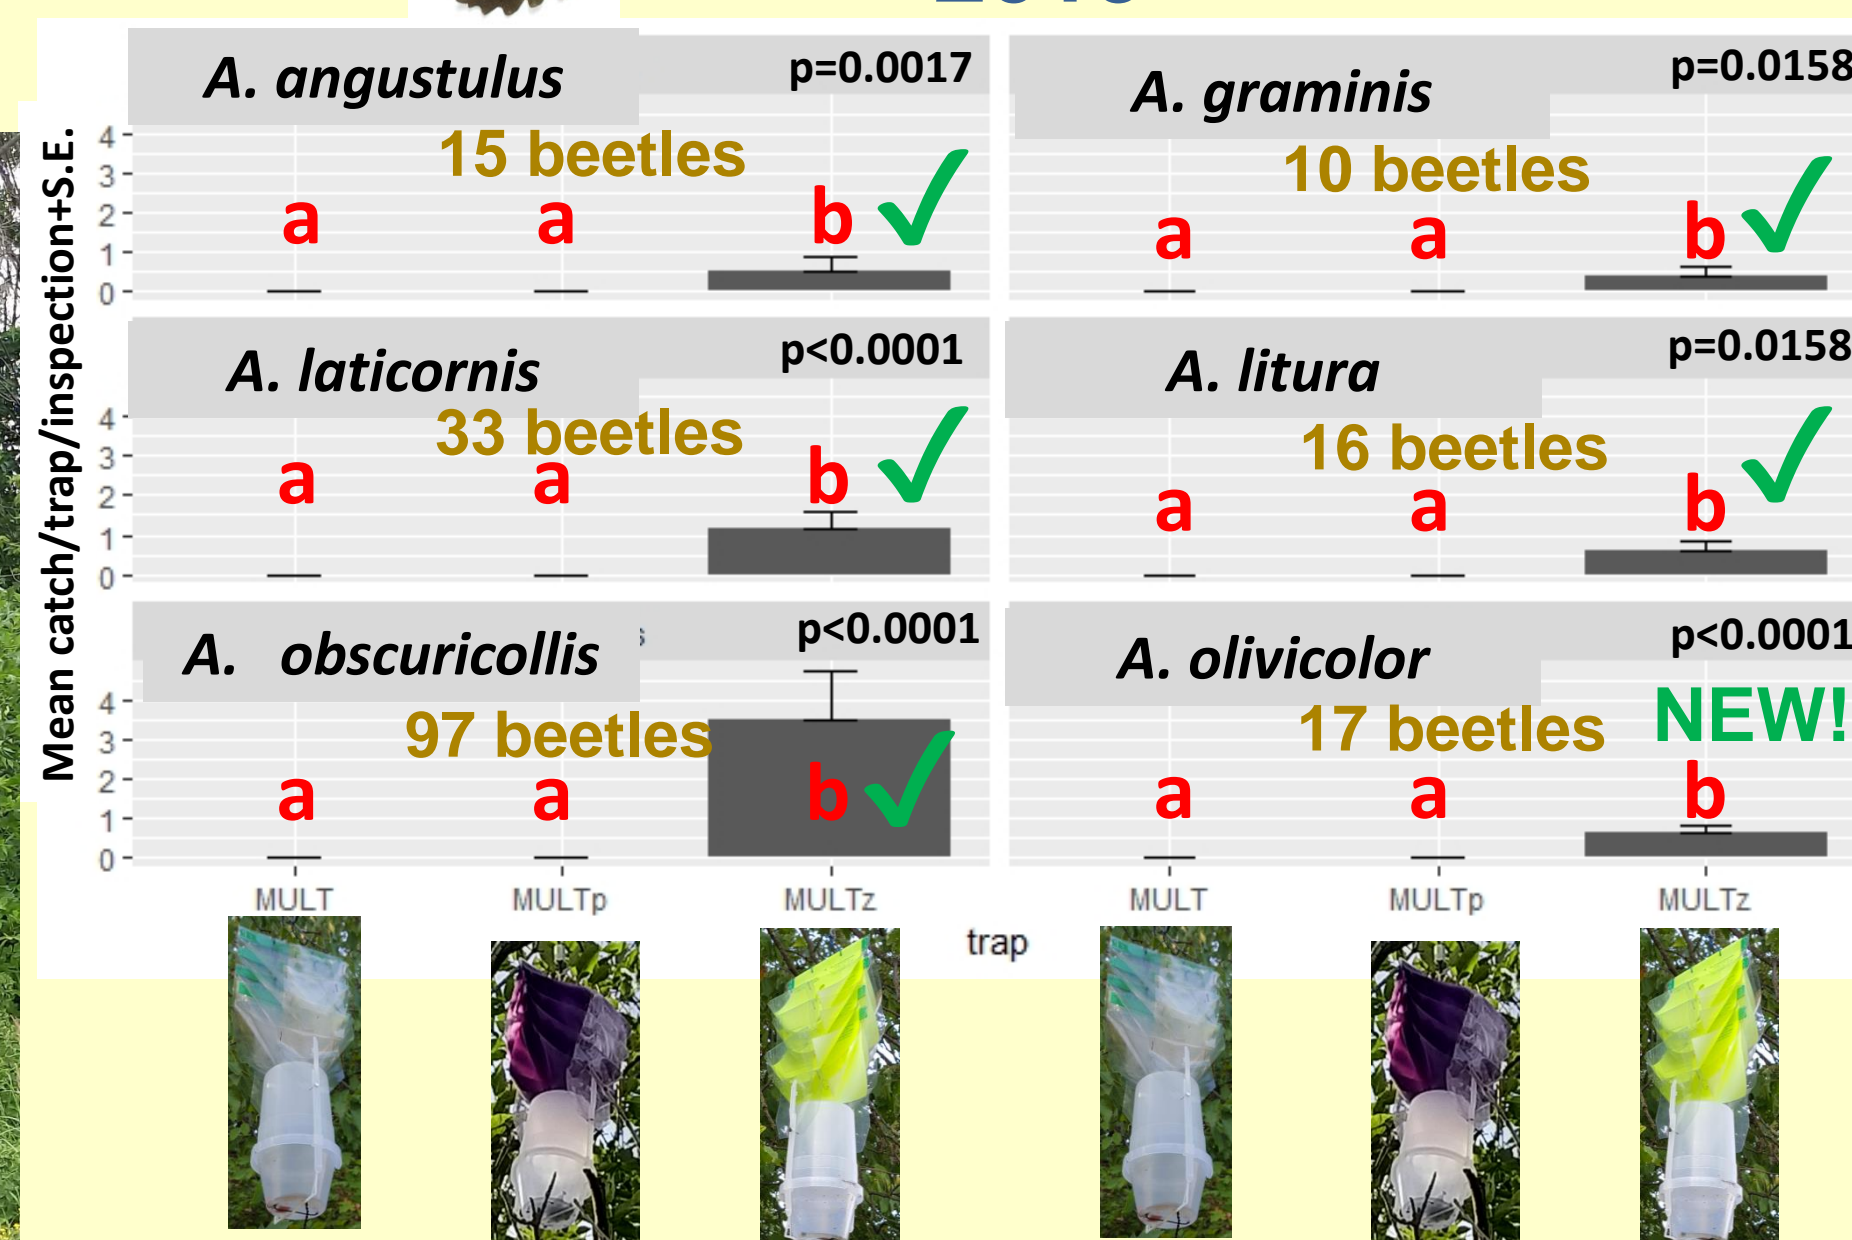 A. angustulus p=0.0017
15 beetles
4
3
2
1
0
a a b
A. graminis p=0.0158
10 beetles
a a b
Mean catch/trap/inspection+S.E.
A. laticornis p<0.0001
33 beetles
4
3
2
1
0
a a b
A. litura p=0.0158
16 beetles
a a b
A. obscuricollis p<0.0001
97 beetles
4
3
2
1
0
a a b
A. olivicolor p<0.0001
NEW!
17 beetles
a a b
MULT MULTp MULTz MULT MULTp MULTz
trap